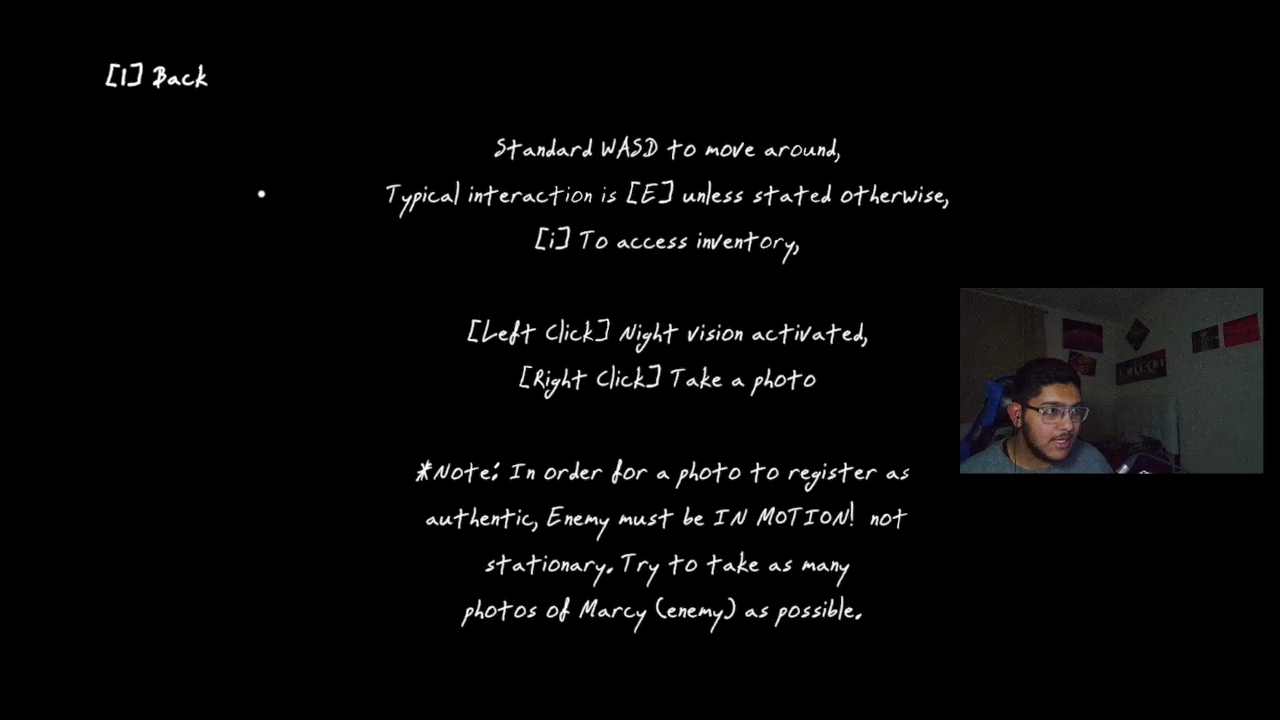 [1] Back
Standard WASD to move around,
Typical interaction is [E] unless stated otherwise,
[i] To access inventory,
[Left Click] Night vision activated,
[Right Click] Take a photo
*Note: In order for a photo to register as
authentic, Enemy must be IN MOTION! not
stationary. Try to take as many
photos of Marcy (enemy) as possible.